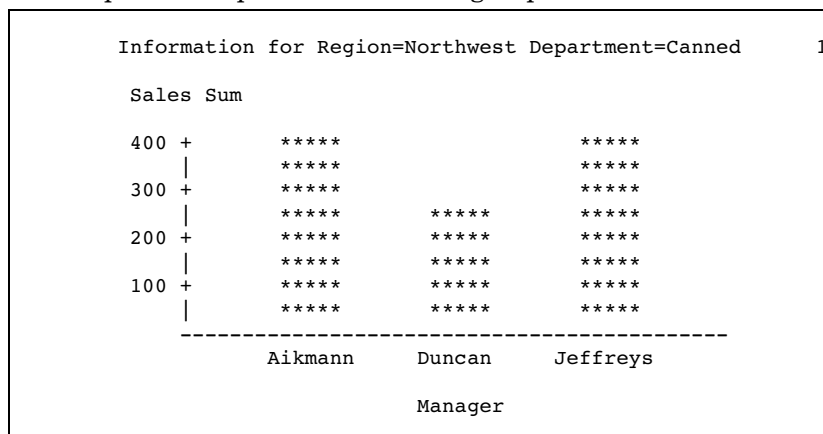 Information for Region=Northwest Department=Canned 1
Sales Sum
400 + ***** *****
| ***** *****
300 + ***** *****
| ***** ***** *****
200 + ***** ***** *****
| ***** ***** *****
100 + ***** ***** *****
| ***** ***** *****
--------------------------------------------
Aikmann Duncan Jeffreys
Manager